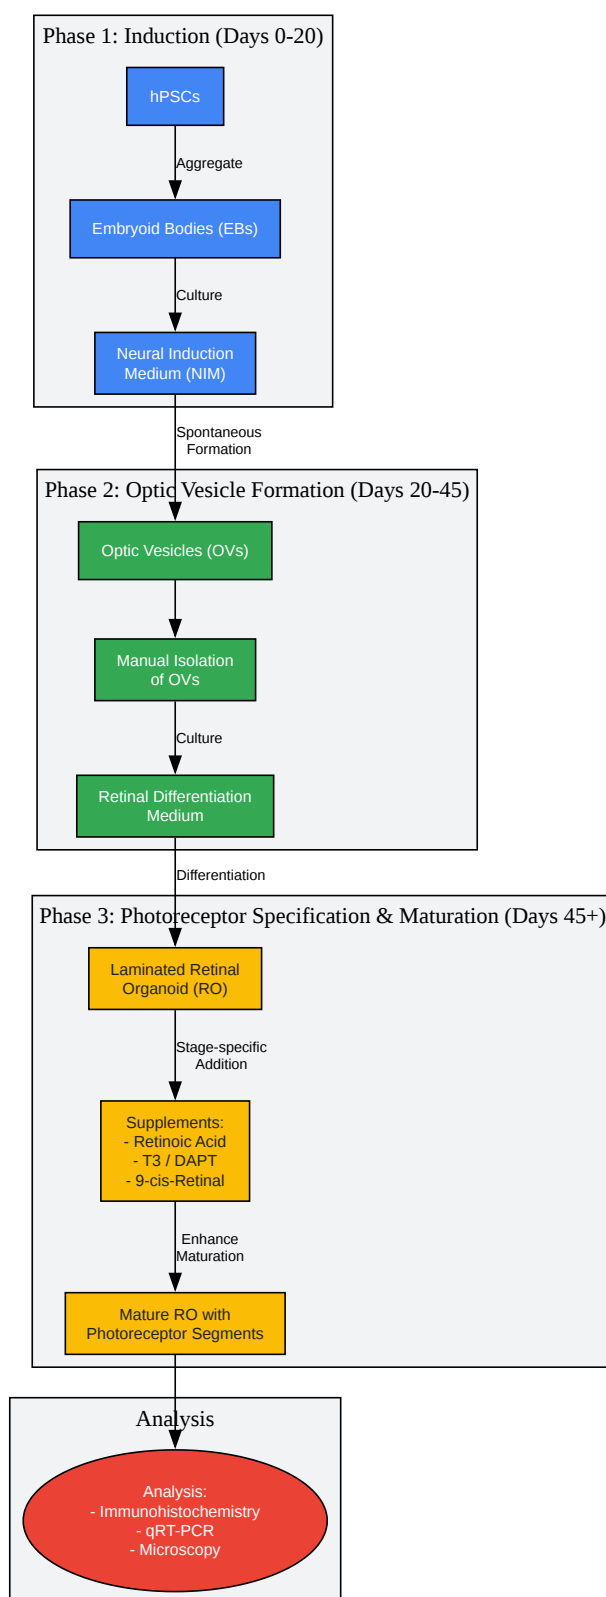 Phase 1: Induction (Days 0-20)
hPSCs
Aggregate
Embryoid Bodies (EBs)
Culture
Neural Induction
Medium (NIM)
Spontaneous
Formation
Phase 2: Optic Vesicle Formation (Days 20-45)
Optic Vesicles (OVs)
Manual Isolation
of OVs
Culture
Retinal Differentiation
Medium
Differentiation
Phase 3: Photoreceptor Specification & Maturation (Days 45+)
Laminated Retinal
Organoid (RO)
Stage-specific
Addition
Supplements:
- Retinoic Acid
- T3 / DAPT
- 9-cis-Retinal
Enhance
Maturation
Mature RO with
Photoreceptor Segments
Analysis
Analysis:
- Immunohistochemistry
- qRT-PCR
- Microscopy